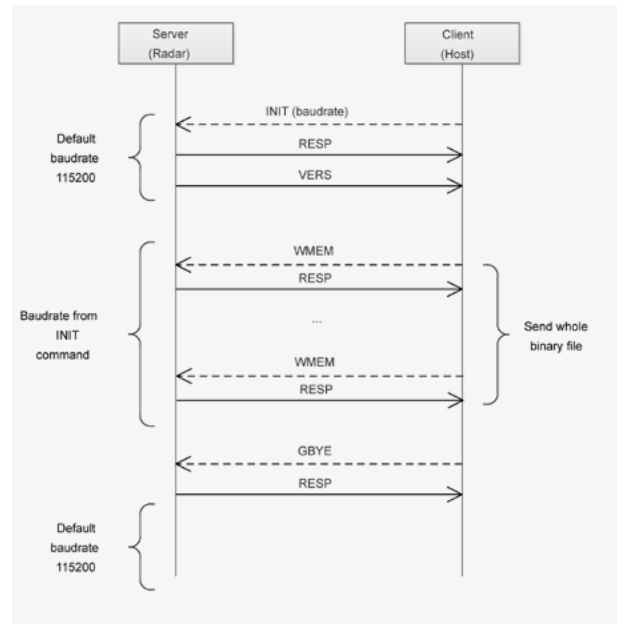 Server
(Radar)
Client
(Host)
INIT (baudrate)
RESP
VERS
Default
baudrate
115200
WMEM
RESP
...
WMEM
RESP
Baudrate from
INIT
command
Send whole
binary file
GBYE
RESP
Default
baudrate
115200